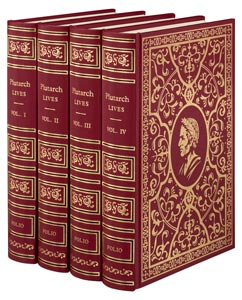 Plutarch
LIVES
VOL. I
FOLIO
Plutarch
LIVES
VOL. II
FOLIO
Plutarch
LIVES
VOL. III
FOLIO
Plutarch
LIVES
VOL. IV
FOLIO